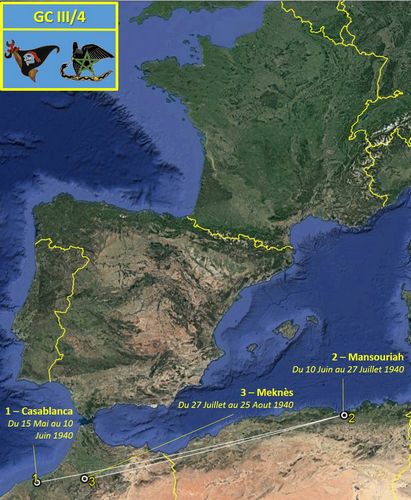 GC III/4
2 – Mansouriah
Du 10 Juin au 27 Juillet 1940
3 – Meknès
Du 27 Juillet au 25 Aout 1940
1 – Casablanca
Du 15 Mai au 10
Juin 1940
2
1
3